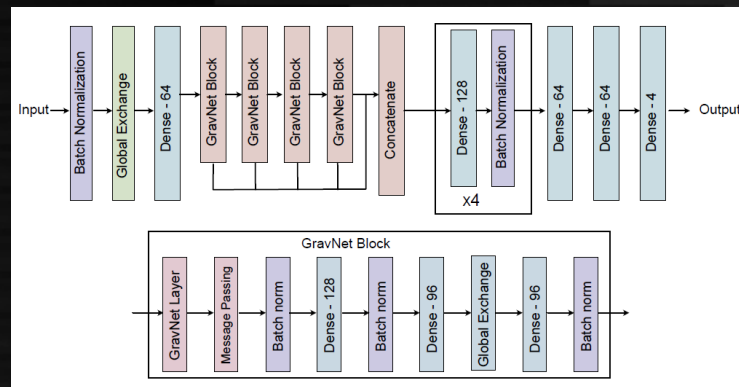 Input
Batch Normalization
Global Exchange
Dense - 64
GravNet Block
GravNet Block
GravNet Block
GravNet Block
Concatenate
Dense - 128
Batch Normalization
x4
Dense - 64
Dense - 64
Dense - 4
Output
GravNet Block
GravNet Layer
Message Passing
Batch norm
Dense - 128
Batch norm
Dense - 96
Global Exchange
Dense - 96
Batch norm